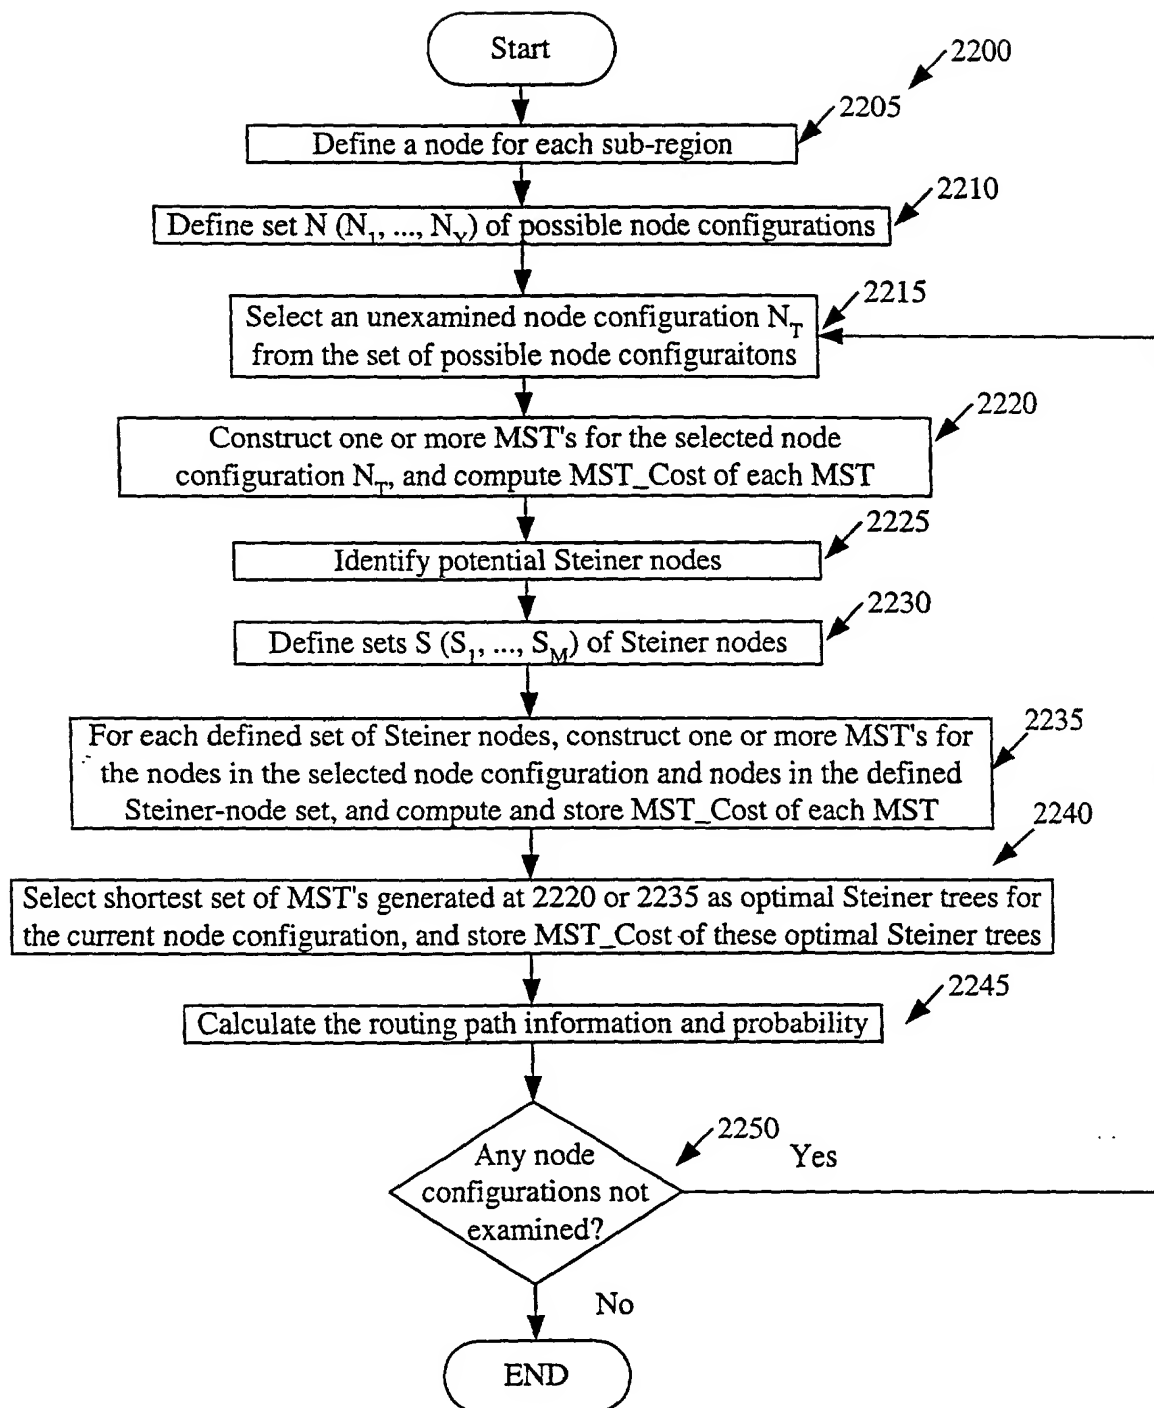 Start
2200
2205
Define a node for each sub-region
2210
Define set N (N₁, ..., N_Y) of possible node configurations
2215
Select an unexamined node configuration N_T
from the set of possible node configuraitons
2220
Construct one or more MST's for the selected node
configuration N_T, and compute MST_Cost of each MST
2225
Identify potential Steiner nodes
2230
Define sets S (S₁, ..., S_M) of Steiner nodes
2235
For each defined set of Steiner nodes, construct one or more MST's for
the nodes in the selected node configuration and nodes in the defined
Steiner-node set, and compute and store MST_Cost of each MST
2240
Select shortest set of MST's generated at 2220 or 2235 as optimal Steiner trees for
the current node configuration, and store MST_Cost of these optimal Steiner trees
2245
Calculate the routing path information and probability
2250
Any node
configurations not
examined?
Yes
No
END